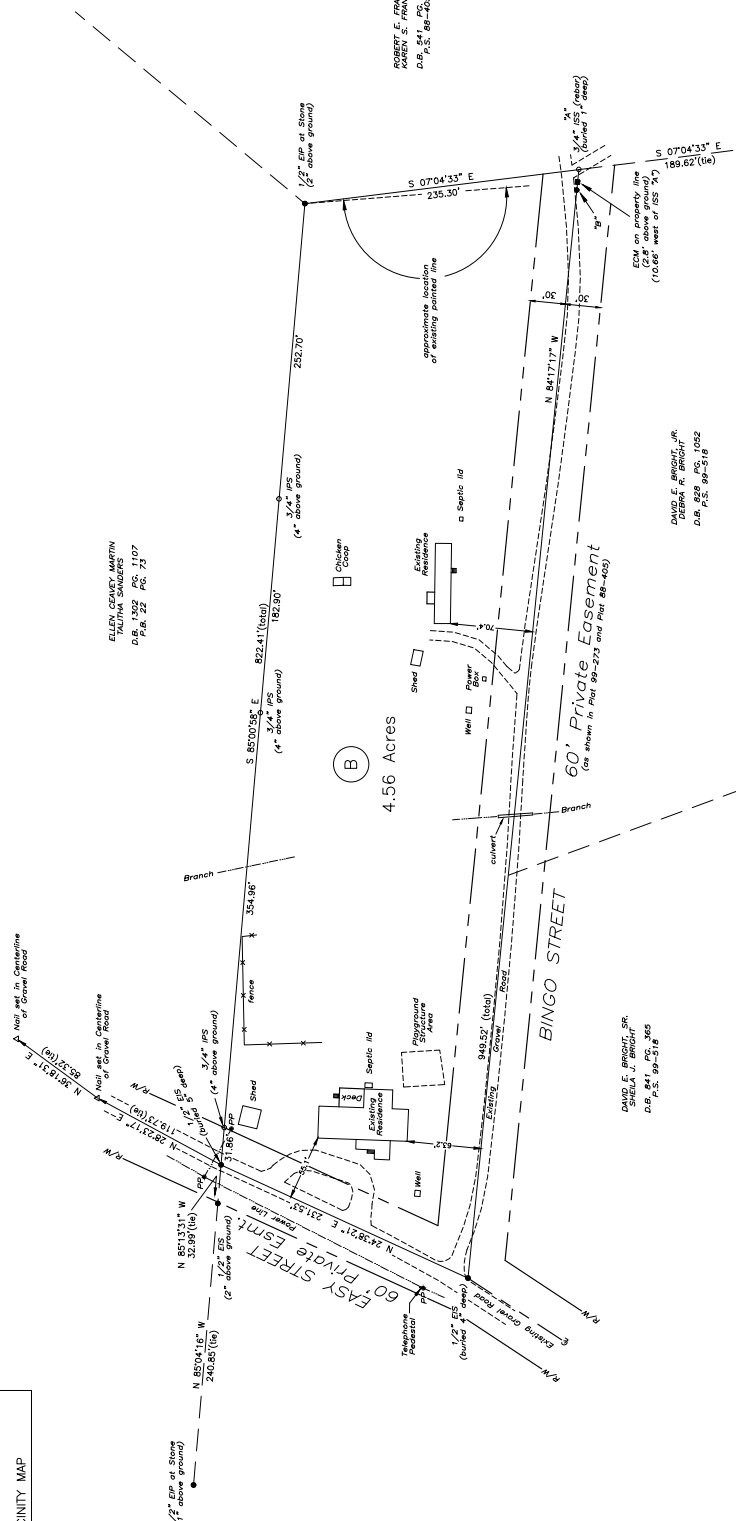 ROBERT E. FRA
KAREN S. FRAN
D.B. 541 PG.
P.S. 88-40
1/2" EIP at Stone
(2" above ground)
S 07°04'33" E
235.30'
"A"
3/4" ISS (rebar)
(buried 1" deep)
S 07°04'33" E
189.62'(tie)
"B"
ECM on property line
(2.8' above ground)
(10.66' west of ISS "A")
approximate location
of existing painted line
30'
30'
N 84°17'17" W
252.70'
3/4" IPS
(4" above ground)
ELLEN CEAVEY MARTIN
TALITHA SANDERS
D.B. 1302 PG. 1107
P.B. 22 PG. 73
822.41'(total)
182.90'
S 85°00'58" E
3/4" IPS
(4" above ground)
Chicken
Coop
Septic lid
Existing
Residence
70.4'
Shed
Power
Box
Well
B
4.56 Acres
DAVID E. BRIGHT, JR.
DEBRA R. BRIGHT
D.B. 828 PG. 1052
P.S. 99-518
60' Private Easement
(as shown in Plat 99-273 and Plat 88-405)
Branch
culvert
Branch
354.96'
fence
BINGO STREET
949.52' (total)
Existing Gravel Road
Playground
Structure
Area
DAVID E. BRIGHT, SR.
SHEILA J. BRIGHT
D.B. 841 PG. 365
P.S. 99-518
Nail set in Centerline
of Gravel Road
N 36°18'31" E
85.32'(tie)
Nail set in Centerline
of Gravel Road
N 28°23'17" E
119.73'(tie)
R/W
R/W
1/2" EIS
(buried 5" deep)
3/4" IPS
(4" above ground)
31.86'
PP
PP
Shed
Septic lid
Deck
Existing
Residence
55.1'
63.2'
Well
N 85°13'31" W
32.99'(tie)
1/2" EIS
(2" above ground)
Power Line
N 24°38'21" E
231.53'
EASY STREET
60' Private Esmt.
Telephone
Pedestal
PP
1/2" EIS
(buried 4" deep)
Existing Gravel Road
R/W
R/W
N 85°04'16" W
240.85'(tie)
/2" EIP at Stone
1" above ground)
CINITY MAP